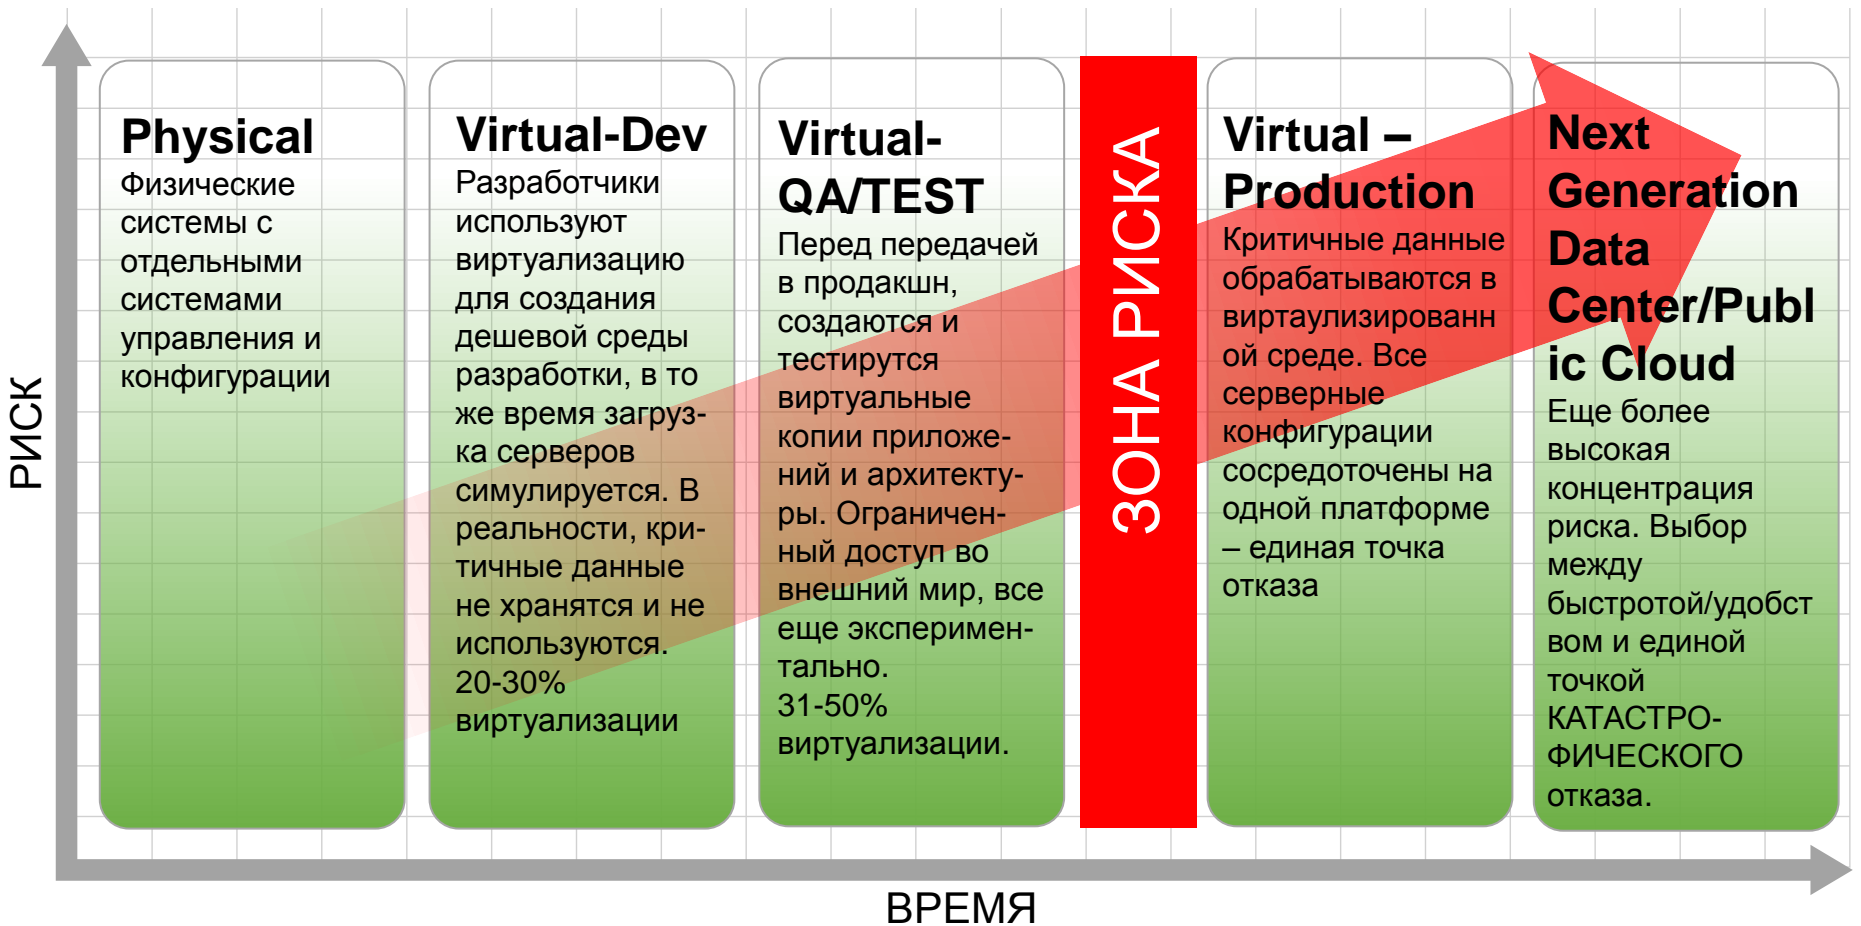 РИСК
Physical
Физические
системы с
отдельными
системами
управления и
конфигурации
Virtual-Dev
Разработчики
используют
виртуализацию
для создания
дешевой среды
разработки, в то
же время загруз-
ка серверов
симулируется. В
реальности, кри-
тичные данные
не хранятся и не
используются.
20-30%
виртуализации
Virtual-
QA/TEST
Перед передачей
в продакшн,
создаются и
тестирутся
виртуальные
копии приложе-
ний и архитекту-
ры. Ограничен-
ный доступ во
внешний мир, все
еще эксперимен-
тально.
31-50%
виртуализации.
ЗОНА РИСКА
Virtual –
Production
Критичные данные
обрабатываются в
виртаулизированн
ой среде. Все
серверные
конфигурации
сосредоточены на
одной платформе
– единая точка
отказа
Next
Generation
Data
Center/Publ
ic Cloud
Еще более
высокая
концентрация
риска. Выбор
между
быстротой/удобст
вом и единой
точкой
КАТАСТРО-
ФИЧЕСКОГО
отказа.
ВРЕМЯ